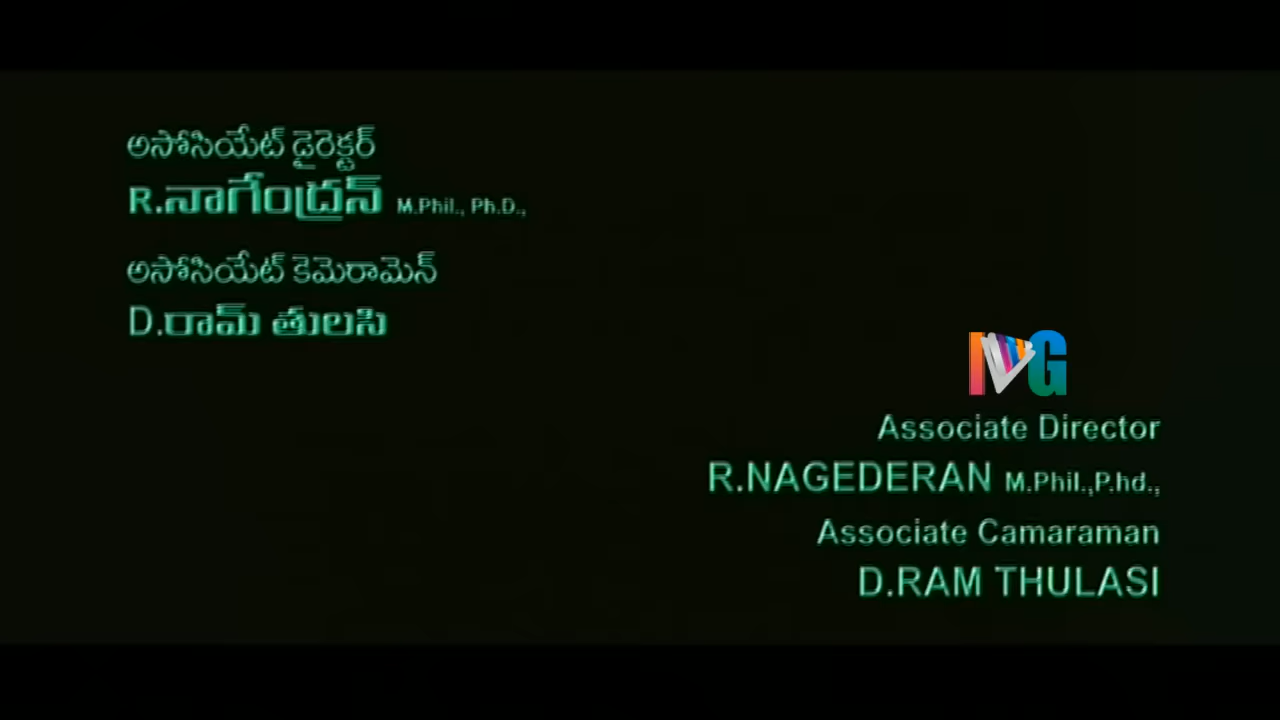 అసోసియేట్ డైరెక్టర్
R.నాగేంద్రన్ M.Phil., Ph.D.,
అసోసియేట్ కెమెరామెన్
D.రామ్ తులసి
Associate Director
R.NAGEDERAN M.Phil.,P.hd.,
Associate Camaraman
D.RAM THULASI